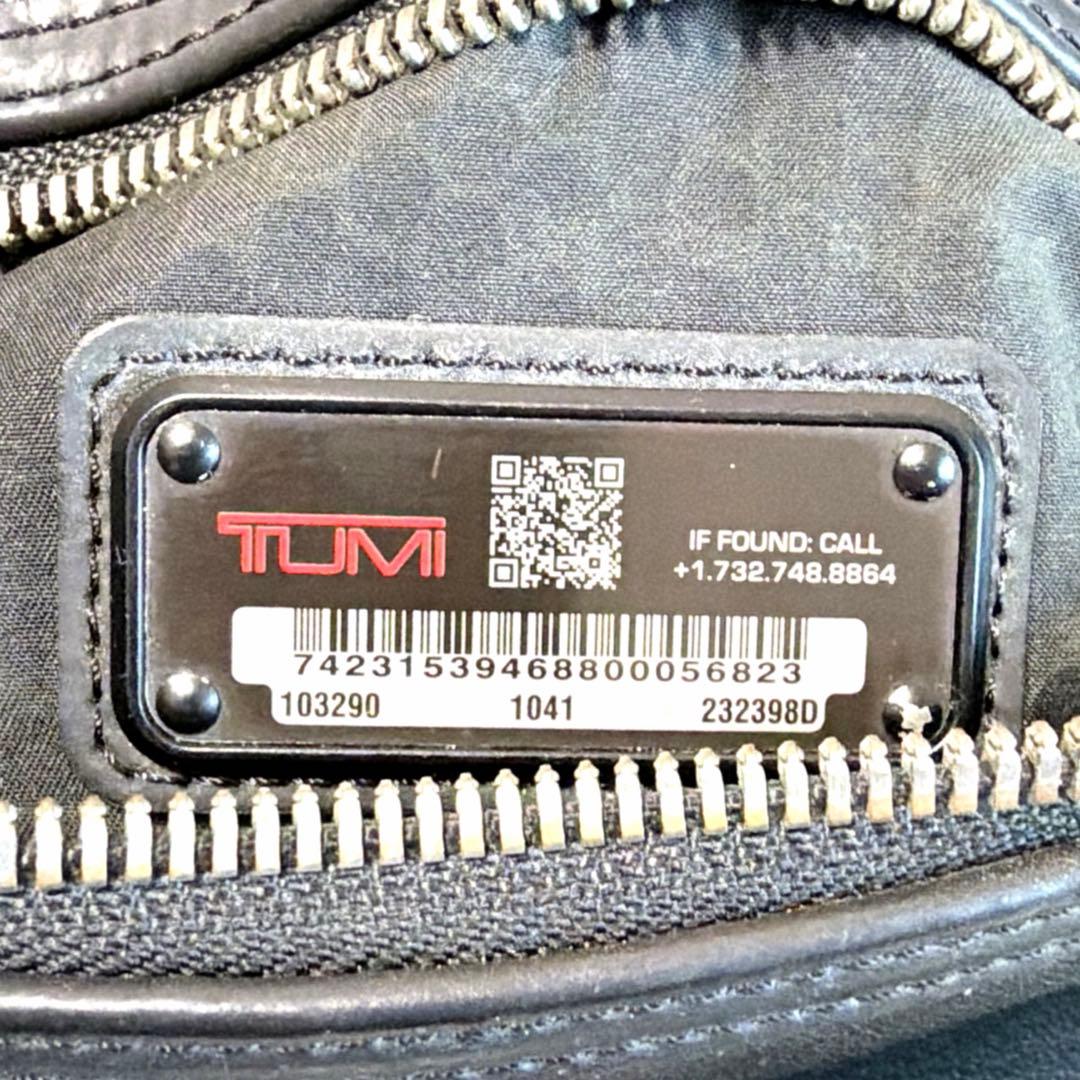 TUMI
IF FOUND: CALL
+1.732.748.8864
74231539468800056823
103290 1041 232398D